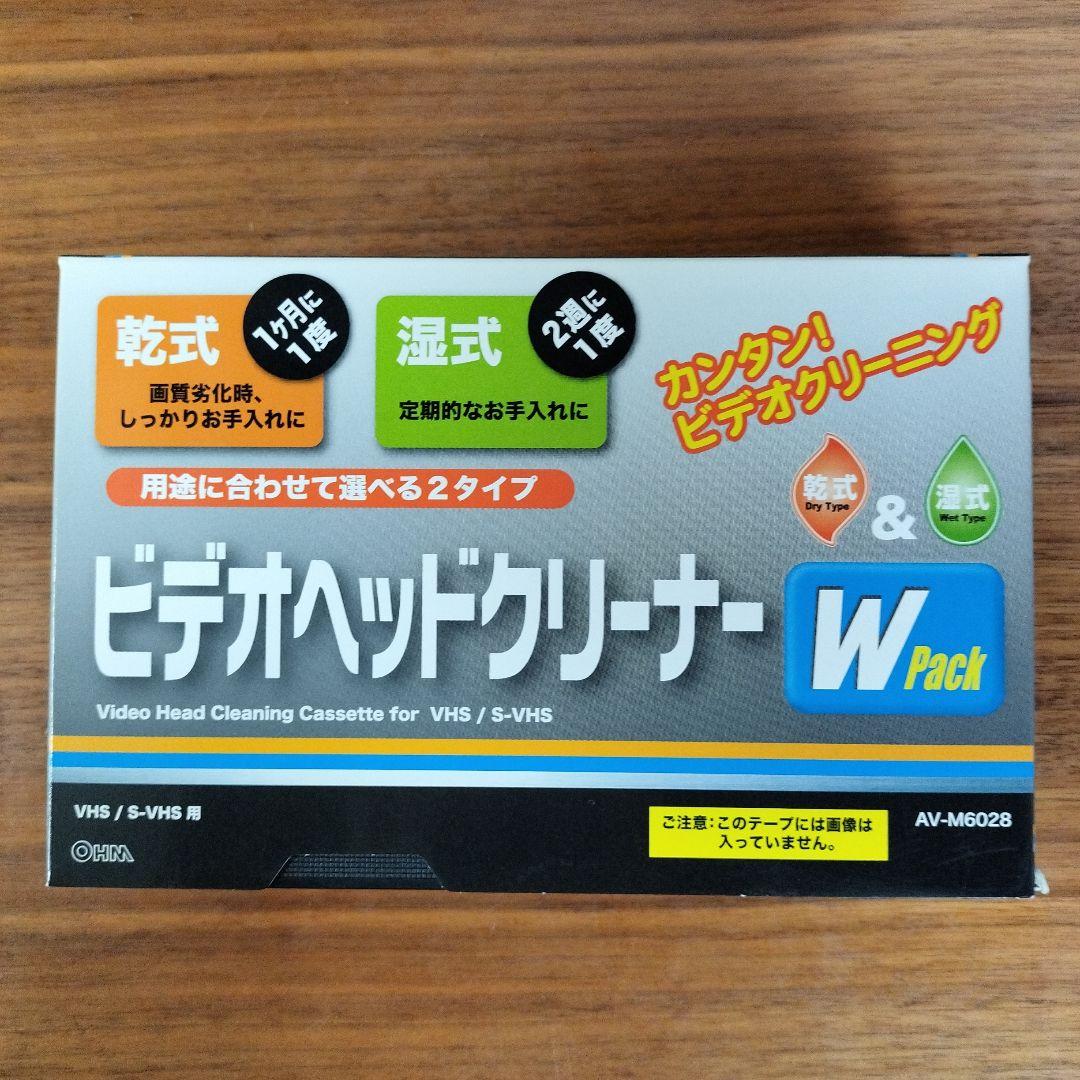 乾式
1ヶ月に
1度
画質劣化時、
しっかりお手入れに
湿式
2週に
1度
定期的なお手入れに
カンタン!
ビデオクリーニング
用途に合わせて選べる2タイプ
乾式
Dry Type
&
湿式
Wet Type
ビデオヘッドクリーナー
W Pack
Video Head Cleaning Cassette for VHS / S-VHS
VHS / S-VHS 用
ご注意:このテープには画像は
入っていません。
AV-M6028
OHM